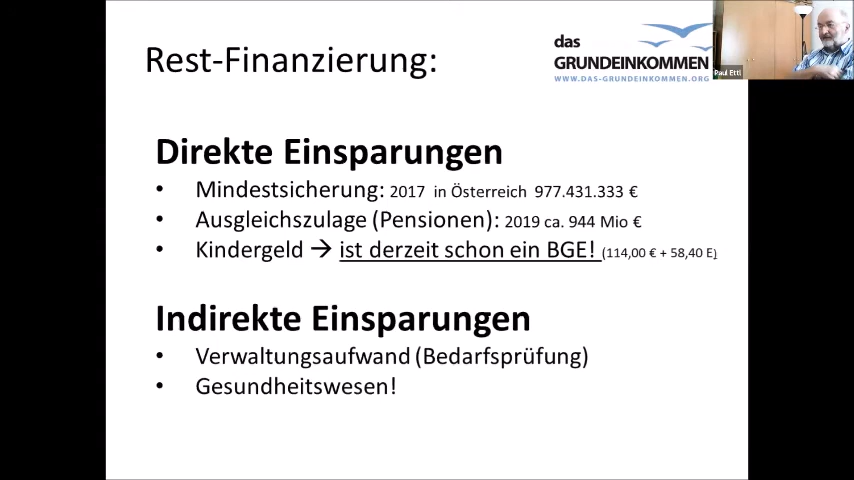 Rest-Finanzierung:
das
GRUNDEINKOMMEN
WWW.DAS-GRUNDEINKOMMEN.ORG
Paul Ettl
Direkte Einsparungen
• Mindestsicherung: 2017 in Österreich 977.431.333 €
• Ausgleichszulage (Pensionen): 2019 ca. 944 Mio €
• Kindergeld → ist derzeit schon ein BGE! (114,00 € + 58,40 E)
Indirekte Einsparungen
• Verwaltungsaufwand (Bedarfsprüfung)
• Gesundheitswesen!